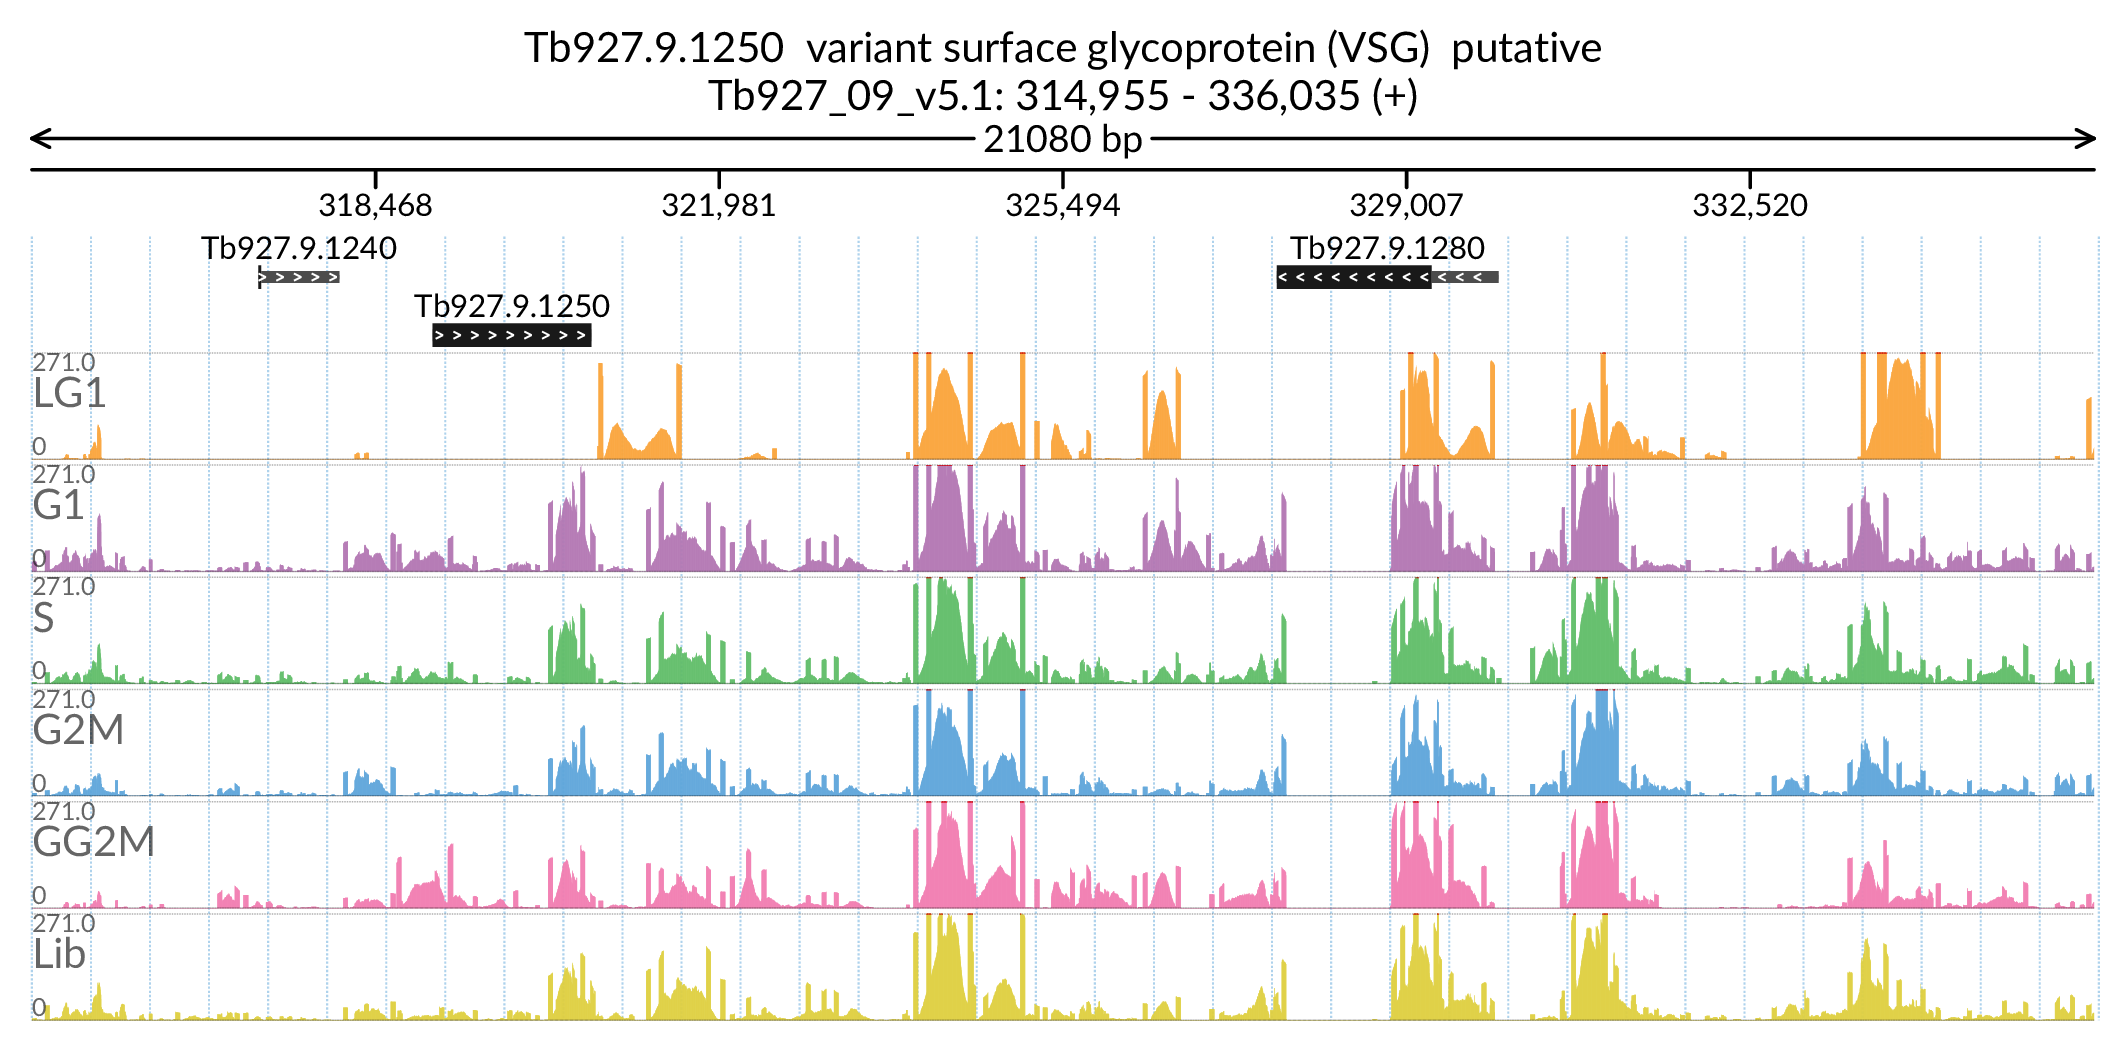 Tb927.9.1250  variant surface glycoprotein (VSG)  putative
Tb927_09_v5.1: 314,955 - 336,035 (+)
21080 bp
318,468 321,981 325,494 329,007 332,520
Tb927.9.1240 Tb927.9.1280
Tb927.9.1250
271.0
LG1
0
271.0
G1
0
271.0
S
0
271.0
G2M
0
271.0
GG2M
0
271.0
Lib
0